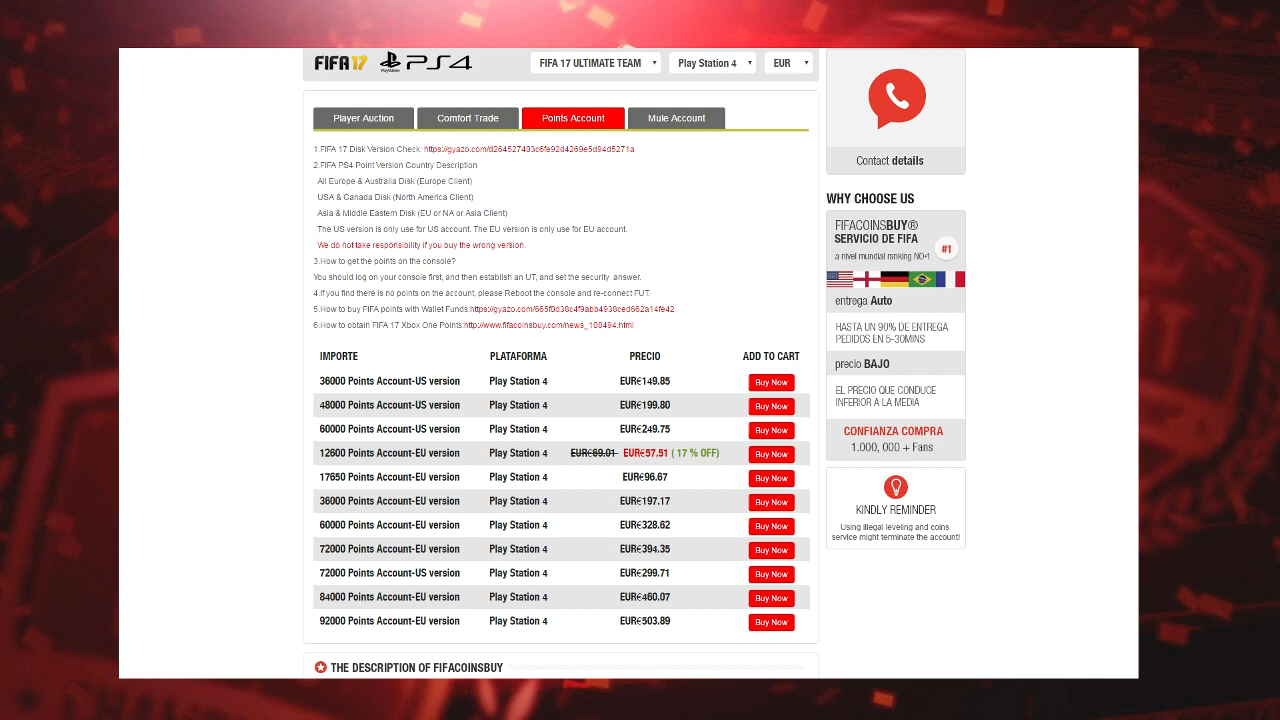 FIFA17 PlayStation PS4 FIFA 17 ULTIMATE TEAM Play Station 4 EUR
Player Auction Comfort Trade Points Account Mule Account
1.FIFA 17 Disk Version Check: https://gyazo.com/d264527403c6fe92d4269e5d94d5271a
2.FIFA PS4 Point Version Country Description
All Europe & Australia Disk (Europe Client)
USA & Canada Disk (North America Client)
Asia & Middle Eastern Disk (EU or NA or Asia Client)
The US version is only use for US account. The EU version is only use for EU account.
We do not take responsibility if you buy the wrong version.
3.How to get the points on the console?
You should log on your console first, and then establish an UT, and set the security answer.
4.If you find there is no points on the account, please Reboot the console and re-connect FUT.
5.How to buy FIFA points with Wallet Funds:https://gyazo.com/665f0d38c4f9abb4938ced662a14fe42
6.How to obtain FIFA 17 Xbox One Points:http://www.fifacoinsbuy.com/news_108494.html
IMPORTE PLATAFORMA PRECIO ADD TO CART
36000 Points Account-US version Play Station 4 EUR€149.85 Buy Now
48000 Points Account-US version Play Station 4 EUR€199.80 Buy Now
60000 Points Account-US version Play Station 4 EUR€249.75 Buy Now
12600 Points Account-EU version Play Station 4 EUR€69.01 EUR€57.51 ( 17 % OFF) Buy Now
17650 Points Account-EU version Play Station 4 EUR€96.67 Buy Now
36000 Points Account-EU version Play Station 4 EUR€197.17 Buy Now
60000 Points Account-EU version Play Station 4 EUR€328.62 Buy Now
72000 Points Account-EU version Play Station 4 EUR€394.35 Buy Now
72000 Points Account-US version Play Station 4 EUR€299.71 Buy Now
84000 Points Account-EU version Play Station 4 EUR€460.07 Buy Now
92000 Points Account-EU version Play Station 4 EUR€503.89 Buy Now
THE DESCRIPTION OF FIFACOINSBUY
Contact details
WHY CHOOSE US
FIFACOINSBUY®
SERVICIO DE FIFA
a nivel mundial ranking NO•1
#1
entrega Auto
HASTA UN 90% DE ENTREGA
PEDIDOS EN 5-30MINS
precio BAJO
EL PRECIO QUE CONDUCE
INFERIOR A LA MEDIA
CONFIANZA COMPRA
1.000, 000 + Fans
KINDLY REMINDER
Using illegal leveling and coins
service might terminate the account!